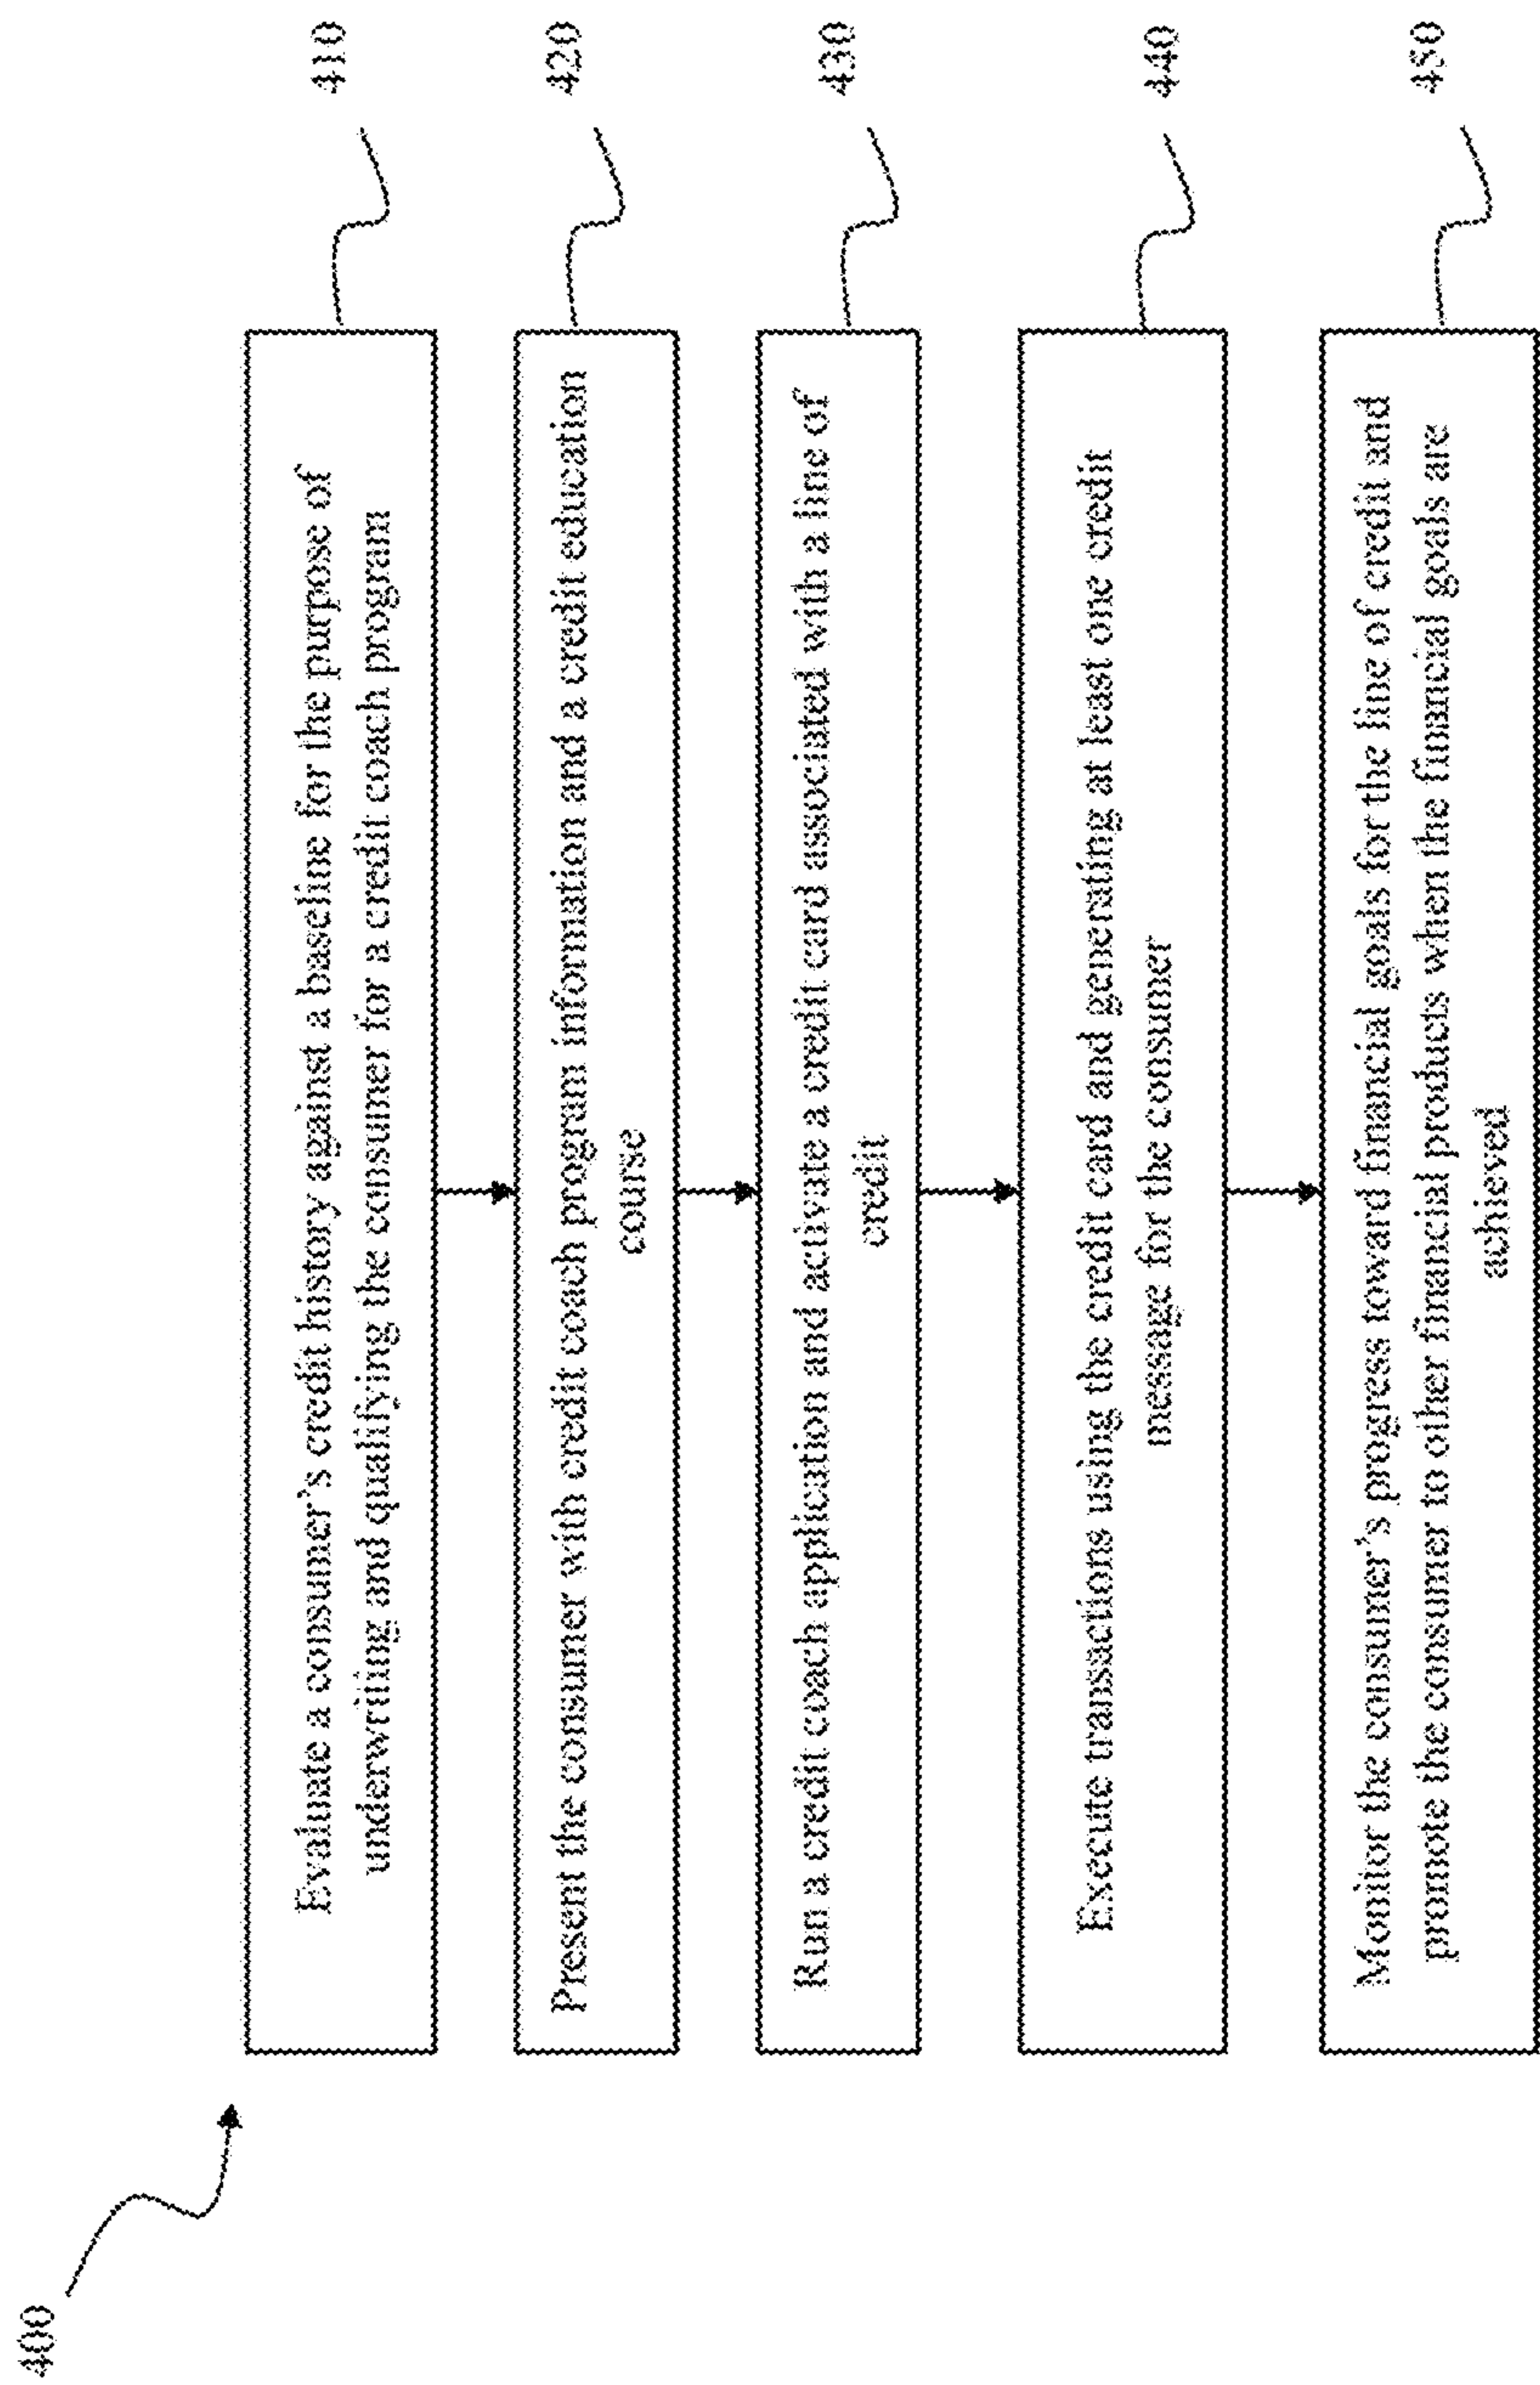 400
Evaluate a consumer's credit history against a baseline for the purpose of
underwriting and qualifying the consumer for a credit coach program
410
Present the consumer with credit coach program information and a credit education
course
420
Run a credit coach application and activate a credit card associated with a line of
credit
430
Execute transactions using the credit card and generating at least one credit
message for the consumer
440
Monitor the consumer's progress toward financial goals for the line of credit and
promote the consumer to other financial products when the financial goals are
achieved
450